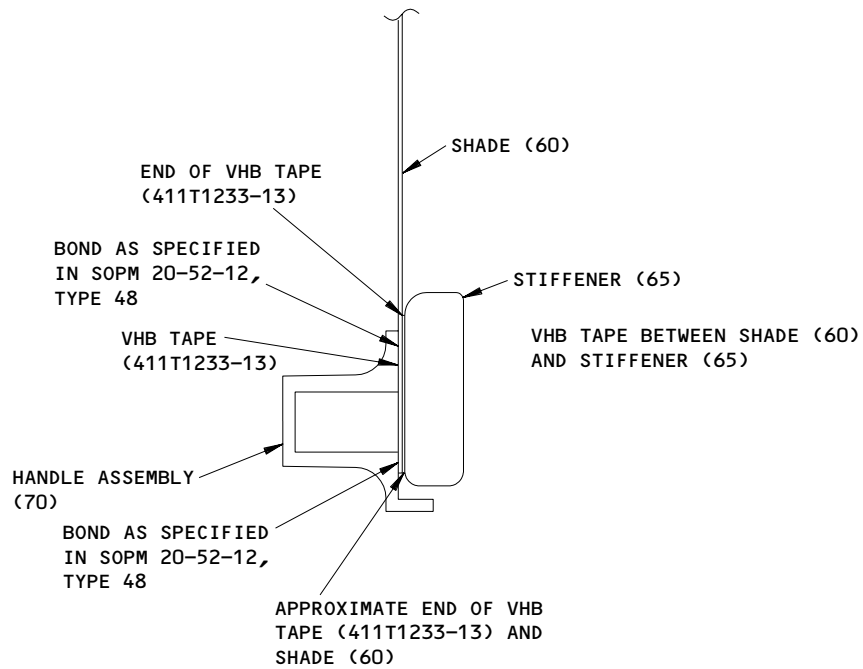 SHADE (60)
END OF VHB TAPE
(411T1233-13)
BOND AS SPECIFIED
IN SOPM 20-52-12,
TYPE 48
STIFFENER (65)
VHB TAPE
(411T1233-13)
VHB TAPE BETWEEN SHADE (60)
AND STIFFENER (65)
HANDLE ASSEMBLY
(70)
BOND AS SPECIFIED
IN SOPM 20-52-12,
TYPE 48
APPROXIMATE END OF VHB
TAPE (411T1233-13) AND
SHADE (60)